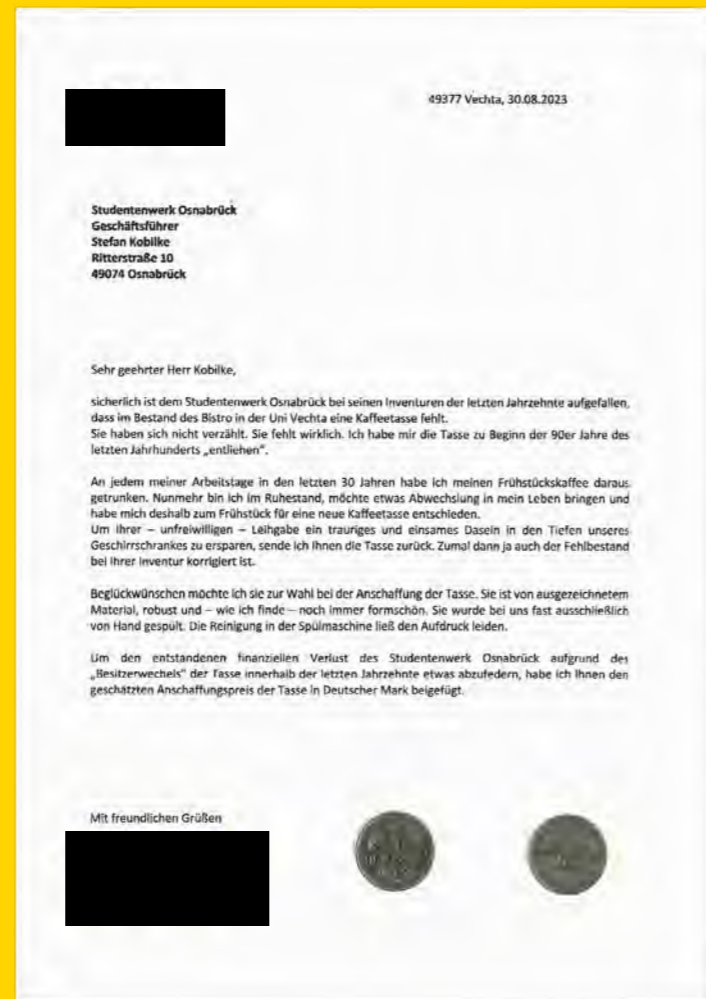 49377 Vechta, 30.08.2023
Studentenwerk Osnabrück
Geschäftsführer
Stefan Kobilke
Ritterstraße 10
49074 Osnabrück
Sehr geehrter Herr Kobilke,
sicherlich ist dem Studentenwerk Osnabrück bei seinen Inventuren der letzten Jahrzehnte aufgefallen,
dass im Bestand des Bistro in der Uni Vechta eine Kaffeetasse fehlt.
Sie haben sich nicht verzählt. Sie fehlt wirklich. Ich habe mir die Tasse zu Beginn der 90er Jahre des
letzten Jahrhunderts „entliehen“.
An jedem meiner Arbeitstage in den letzten 30 Jahren habe ich meinen Frühstückskaffee daraus
getrunken. Nunmehr bin ich im Ruhestand, möchte etwas Abwechslung in mein Leben bringen und
habe mich deshalb zum Frühstück für eine neue Kaffeetasse entschieden.
Um Ihrer – unfreiwilligen – Leihgabe ein trauriges und einsames Dasein in den Tiefen unseres
Geschirrschrankes zu ersparen, sende ich Ihnen die Tasse zurück. Zumal dann ja auch der Fehlbestand
bei Ihrer Inventur korrigiert ist.
Beglückwünschen möchte ich sie zur Wahl bei der Anschaffung der Tasse. Sie ist von ausgezeichnetem
Material, robust und – wie ich finde – noch immer formschön. Sie wurde bei uns fast ausschließlich
von Hand gespült. Die Reinigung in der Spülmaschine ließ den Aufdruck leiden.
Um den entstandenen finanziellen Verlust des Studentenwerk Osnabrück aufgrund des
„Besitzerwechels“ der Tasse innerhalb der letzten Jahrzehnte etwas abzufedern, habe ich Ihnen den
geschätzten Anschaffungspreis der Tasse in Deutscher Mark beigefügt.
Mit freundlichen Grüßen